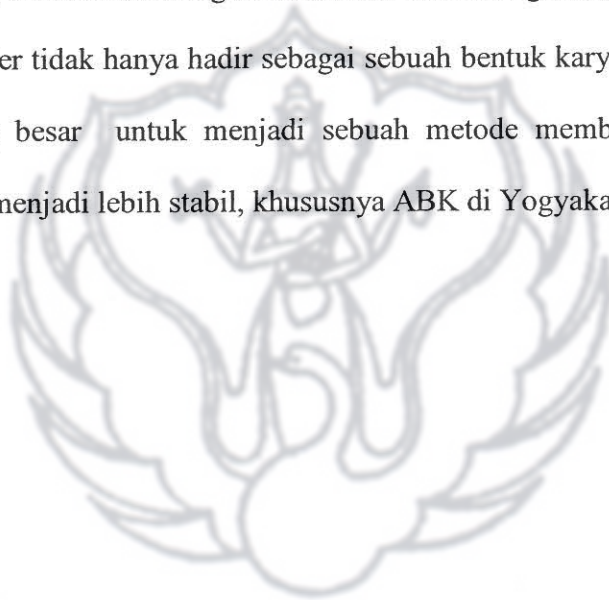 er tidak hanya hadir sebagai sebuah bentuk kary
besar untuk menjadi sebuah metode memb
menjadi lebih stabil, khususnya ABK di Yogyaka